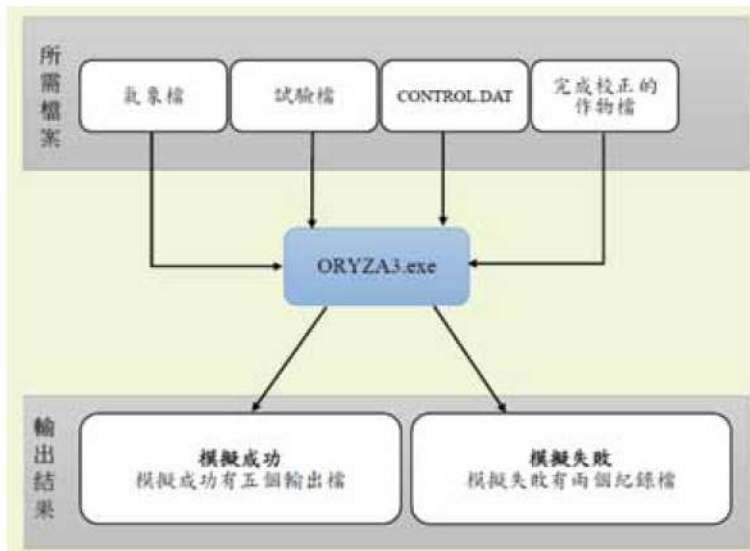 所需檔案
氣象檔
試驗檔
CONTROL.DAT
完成校正的
作物檔
ORYZA3.exe
輸出結果
模擬成功
模擬成功有五個輸出檔
模擬失敗
模擬失敗有兩個紀錄檔